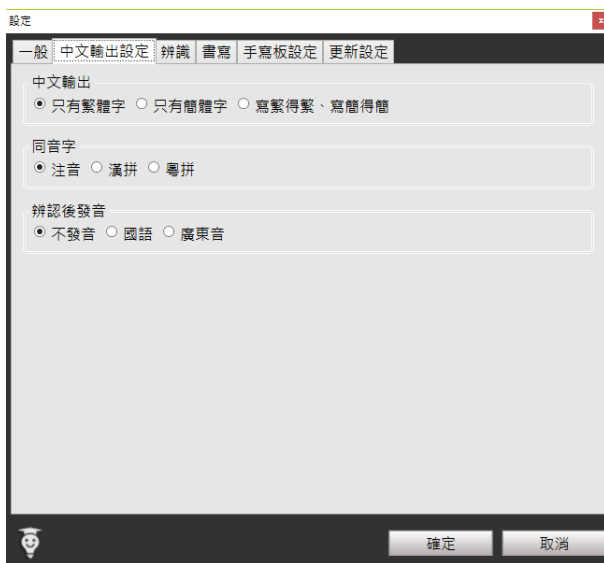 設定
一般 中文輸出設定 辨識 書寫 手寫板設定 更新設定
中文輸出
只有繁體字 只有簡體字 寫繁得繁、寫簡得簡
同音字
注音 漢拼 粵拼
辨認後發音
不發音 國語 廣東音
確定 取消